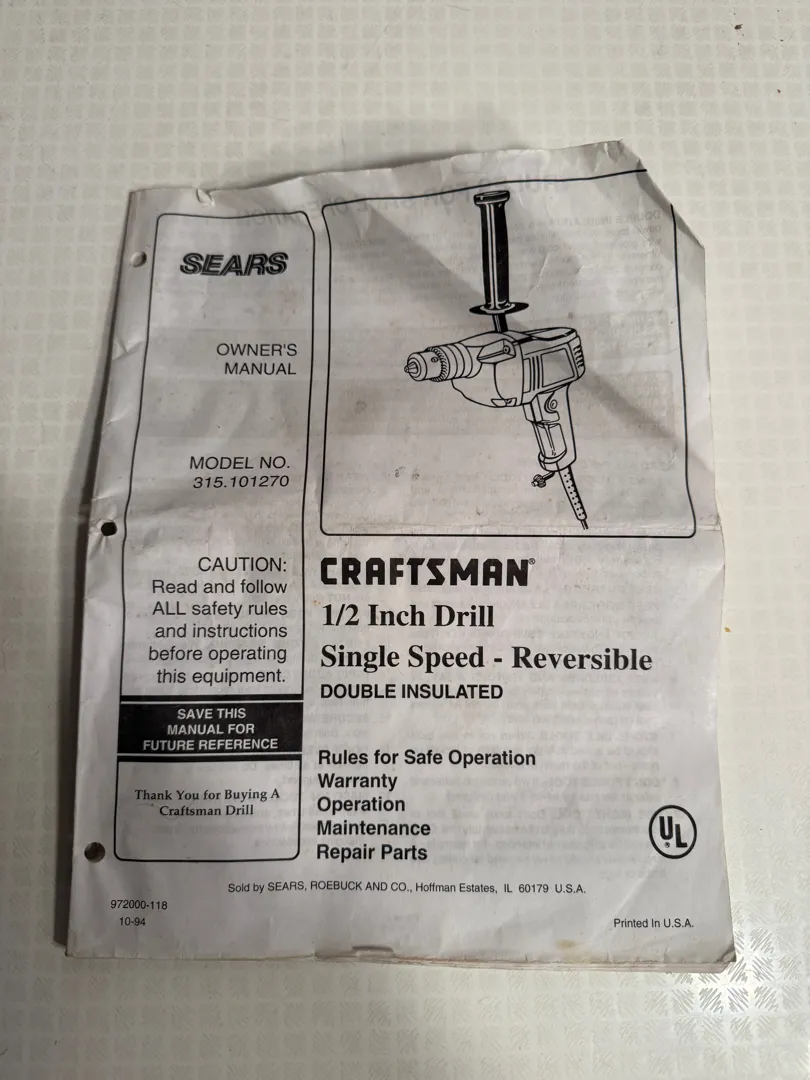 SEARS
OWNER'S
MANUAL
MODEL NO.
315.101270
CAUTION:
Read and follow
ALL safety rules
and instructions
before operating
this equipment.
SAVE THIS
MANUAL FOR
FUTURE REFERENCE
Thank You for Buying A
Craftsman Drill
CRAFTSMAN®
1/2 Inch Drill
Single Speed - Reversible
DOUBLE INSULATED
Rules for Safe Operation
Warranty
Operation
Maintenance
Repair Parts
UL
®
Sold by SEARS, ROEBUCK AND CO., Hoffman Estates, IL 60179 U.S.A.
972000-118
10-94
Printed In U.S.A.